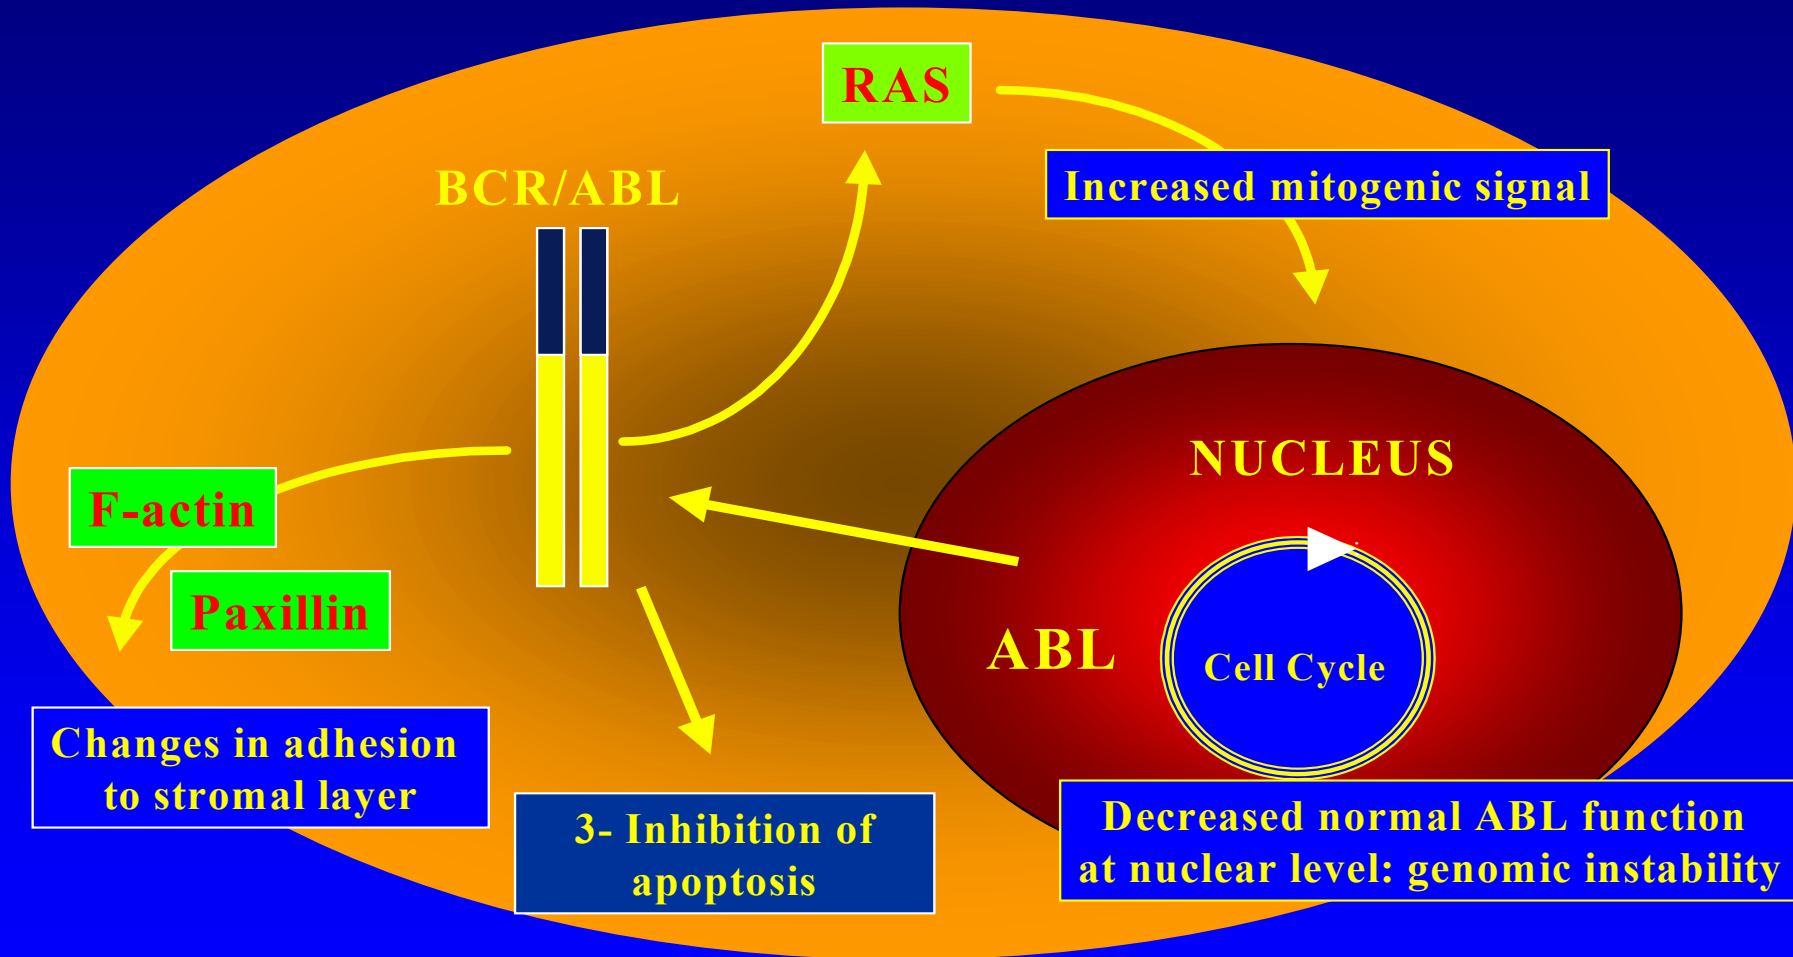 RAS
BCR/ABL
Increased mitogenic signal
NUCLEUS
F-actin
Paxillin
ABL
Cell Cycle
Changes in adhesion
to stromal layer
3- Inhibition of
apoptosis
Decreased normal ABL function
at nuclear level: genomic instability